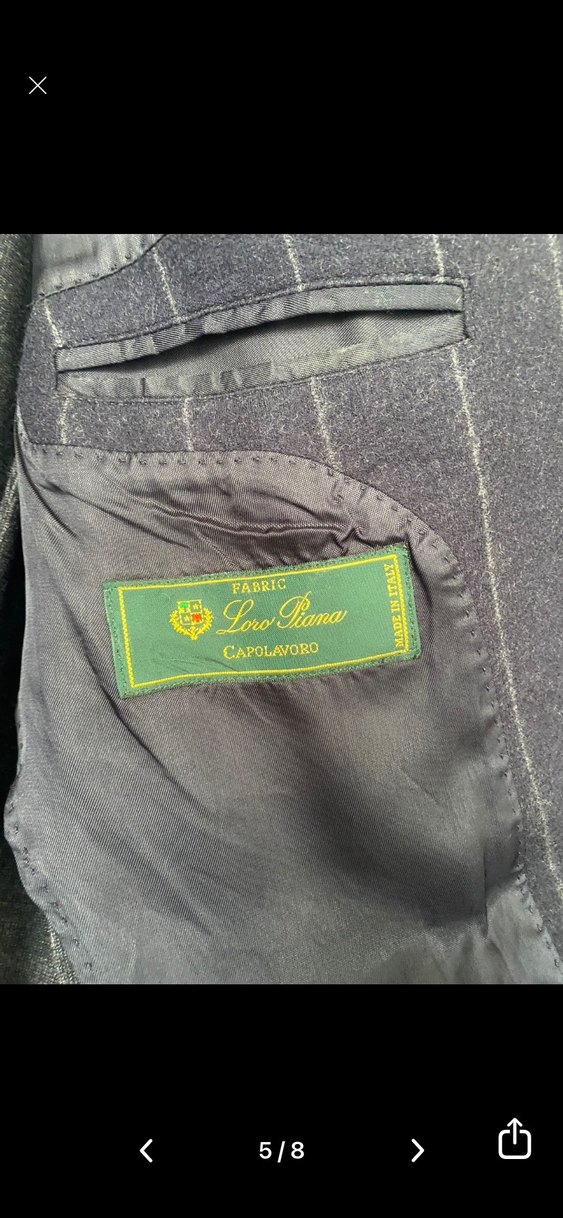 FABRIC
Loro Piana
CAPOLAVORO
MADE IN ITALY
5/8